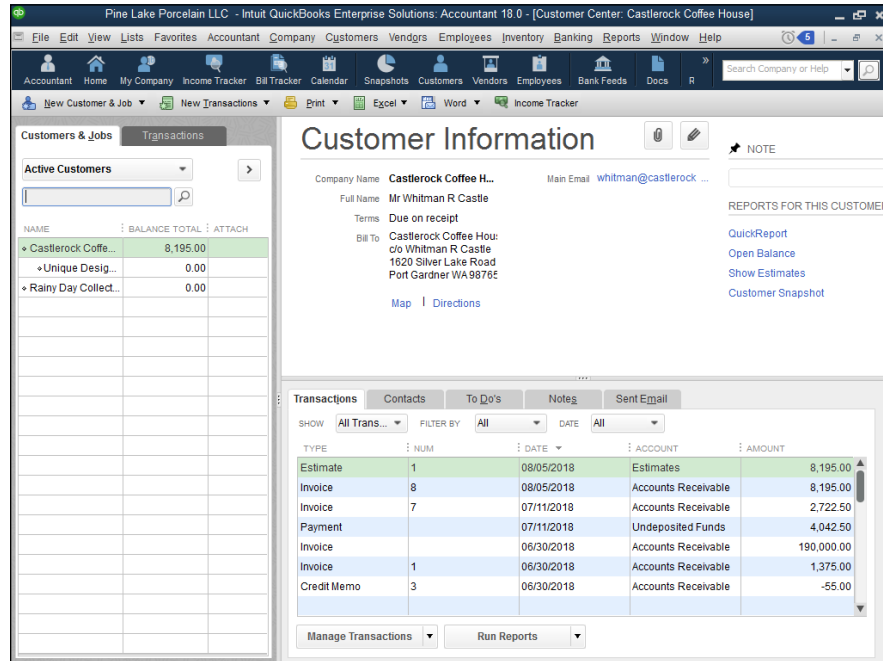 Pine Lake Porcelain LLC - Intuit QuickBooks Enterprise Solutions: Accountant 18.0 - [Customer Center: Castlerock Coffee House]
File Edit View Lists Favorites Accountant Company Customers Vendors Employees Inventory Banking Reports Window Help 5
Accountant Home My Company Income Tracker Bill Tracker Calendar Snapshots Customers Vendors Employees Bank Feeds Docs R » Search Company or Help
New Customer & Job New Transactions Print Excel Word Income Tracker
Customers & Jobs Transactions
Active Customers
NAME BALANCE TOTAL ATTACH
Castlerock Coffe... 8,195.00
Unique Desig... 0.00
Rainy Day Collect... 0.00
Customer Information
Company Name Castlerock Coffee H...
Full Name Mr Whitman R Castle
Terms Due on receipt
Bill To Castlerock Coffee Hou
c/o Whitman R Castle
1620 Silver Lake Road
Port Gardner WA 98765
Map | Directions
Main Email whitman@castlerock ...
NOTE
REPORTS FOR THIS CUSTOMER
QuickReport
Open Balance
Show Estimates
Customer Snapshot
Transactions Contacts To Do's Notes Sent Email
SHOW All Trans... FILTER BY All DATE All
TYPE NUM DATE ACCOUNT AMOUNT
Estimate 1 08/05/2018 Estimates 8,195.00
Invoice 8 08/05/2018 Accounts Receivable 8,195.00
Invoice 7 07/11/2018 Accounts Receivable 2,722.50
Payment 07/11/2018 Undeposited Funds 4,042.50
Invoice 06/30/2018 Accounts Receivable 190,000.00
Invoice 1 06/30/2018 Accounts Receivable 1,375.00
Credit Memo 3 06/30/2018 Accounts Receivable -55.00
Manage Transactions Run Reports